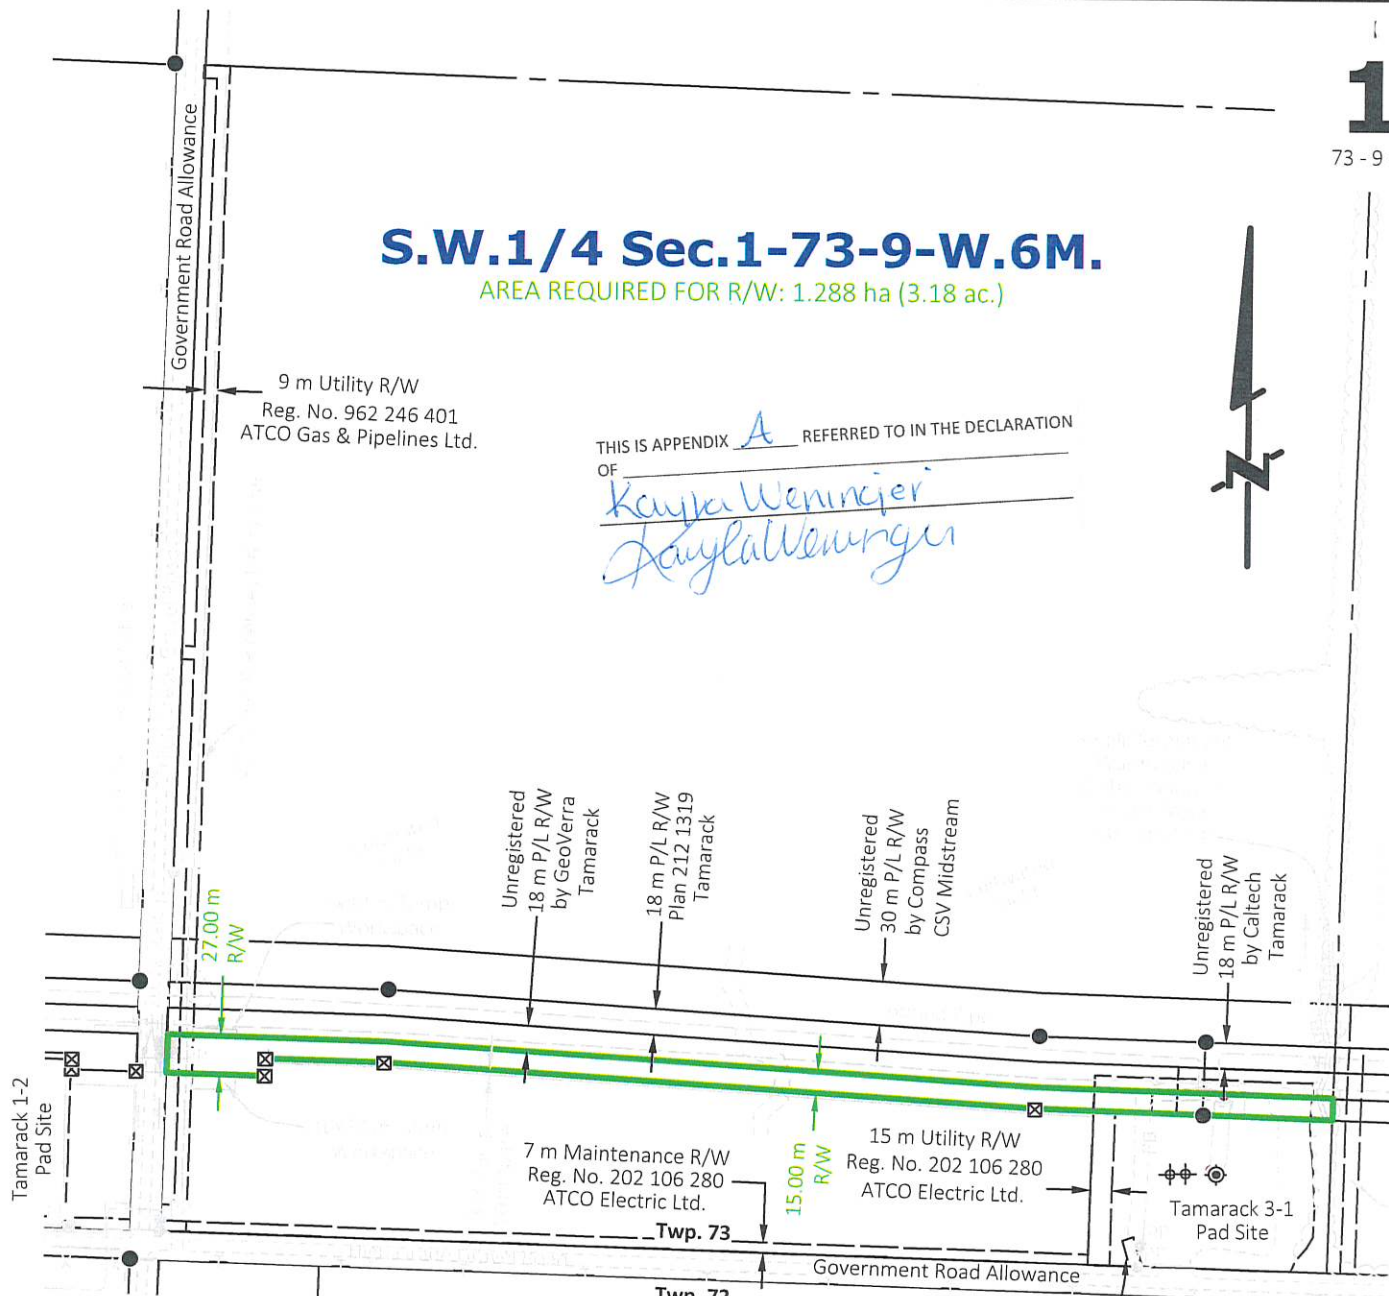 1
73 - 9
Government Road Allowance
S.W.1/4 Sec.1-73-9-W.6M.
AREA REQUIRED FOR R/W: 1.288 ha (3.18 ac.)
9 m Utility R/W
Reg. No. 962 246 401
ATCO Gas & Pipelines Ltd.
THIS IS APPENDIX A REFERRED TO IN THE DECLARATION
OF
Kayla Weninger
Kayla Weninger
27.00 m
R/W
Unregistered
18 m P/L R/W
by GeoVerra
Tamarack
18 m P/L R/W
Plan 212 1319
Tamarack
Unregistered
30 m P/L R/W
by Compass
CSV Midstream
Unregistered
18 m P/L R/W
by Caltech
Tamarack
Tamarack 1-2
Pad Site
7 m Maintenance R/W
Reg. No. 202 106 280
ATCO Electric Ltd.
15.00 m
R/W
15 m Utility R/W
Reg. No. 202 106 280
ATCO Electric Ltd.
Tamarack 3-1
Pad Site
Twp. 73
Government Road Allowance
Twp. 72